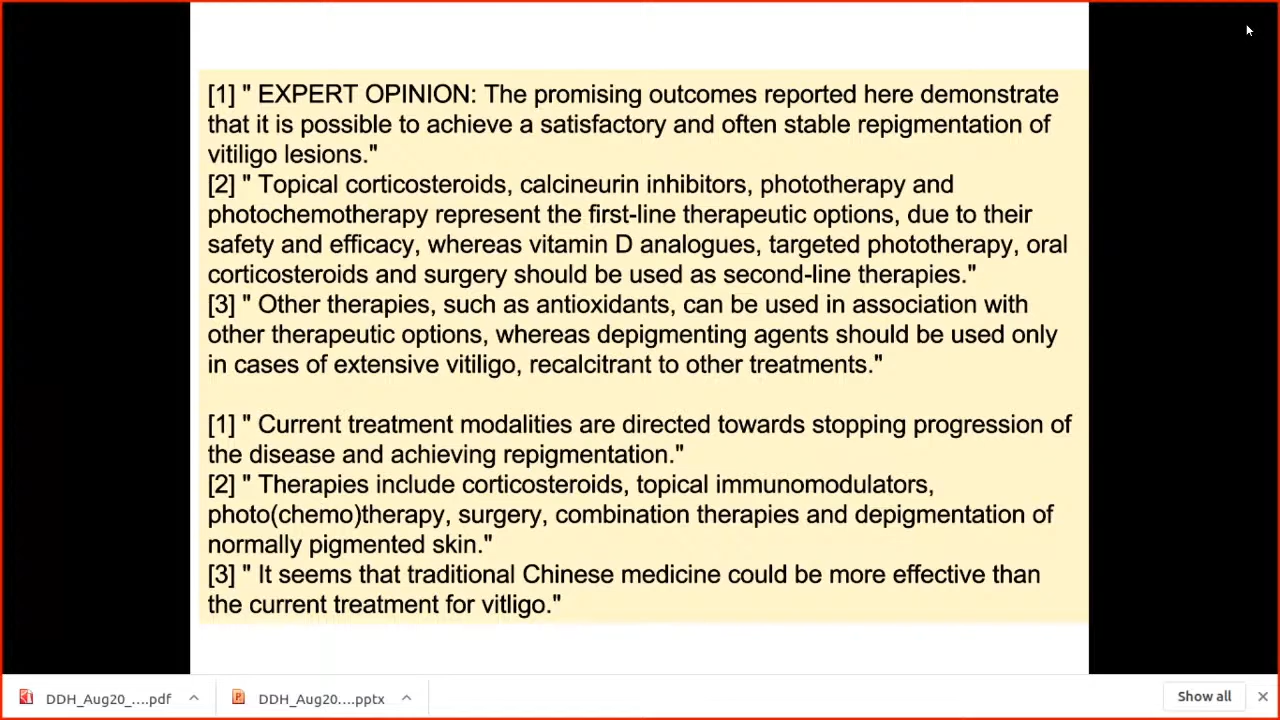 [1] " EXPERT OPINION: The promising outcomes reported here demonstrate
that it is possible to achieve a satisfactory and often stable repigmentation of
vitiligo lesions."
[2] " Topical corticosteroids, calcineurin inhibitors, phototherapy and
photochemotherapy represent the first-line therapeutic options, due to their
safety and efficacy, whereas vitamin D analogues, targeted phototherapy, oral
corticosteroids and surgery should be used as second-line therapies."
[3] " Other therapies, such as antioxidants, can be used in association with
other therapeutic options, whereas depigmenting agents should be used only
in cases of extensive vitiligo, recalcitrant to other treatments."
[1] " Current treatment modalities are directed towards stopping progression of
the disease and achieving repigmentation."
[2] " Therapies include corticosteroids, topical immunomodulators,
photo(chemo)therapy, surgery, combination therapies and depigmentation of
normally pigmented skin."
[3] " It seems that traditional Chinese medicine could be more effective than
the current treatment for vitligo."
DDH_Aug20_....pdf DDH_Aug20....pptx Show all